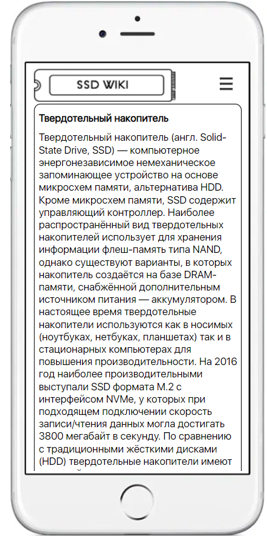 SSD WIKI
Твердотельный накопитель
Твердотельный накопитель (англ. Solid-
State Drive, SSD) — компьютерное
энергонезависимое немеханическое
запоминающее устройство на основе
микросхем памяти, альтернатива HDD.
Кроме микросхем памяти, SSD содержит
управляющий контроллер. Наиболее
распространённый вид твердотельных
накопителей использует для хранения
информации флеш-память типа NAND,
однако существуют варианты, в которых
накопитель создаётся на базе DRAM-
памяти, снабжённой дополнительным
источником питания — аккумулятором. В
настоящее время твердотельные
накопители используются как в носимых
(ноутбуках, нетбуках, планшетах) так и в
стационарных компьютерах для
повышения производительности. На 2016
год наиболее производительными
выступали SSD формата M.2 с
интерфейсом NVMe, у которых при
подходящем подключении скорость
записи/чтения данных могла достигать
3800 мегабайт в секунду. По сравнению
с традиционными жёсткими дисками
(HDD) твердотельные накопители имеют